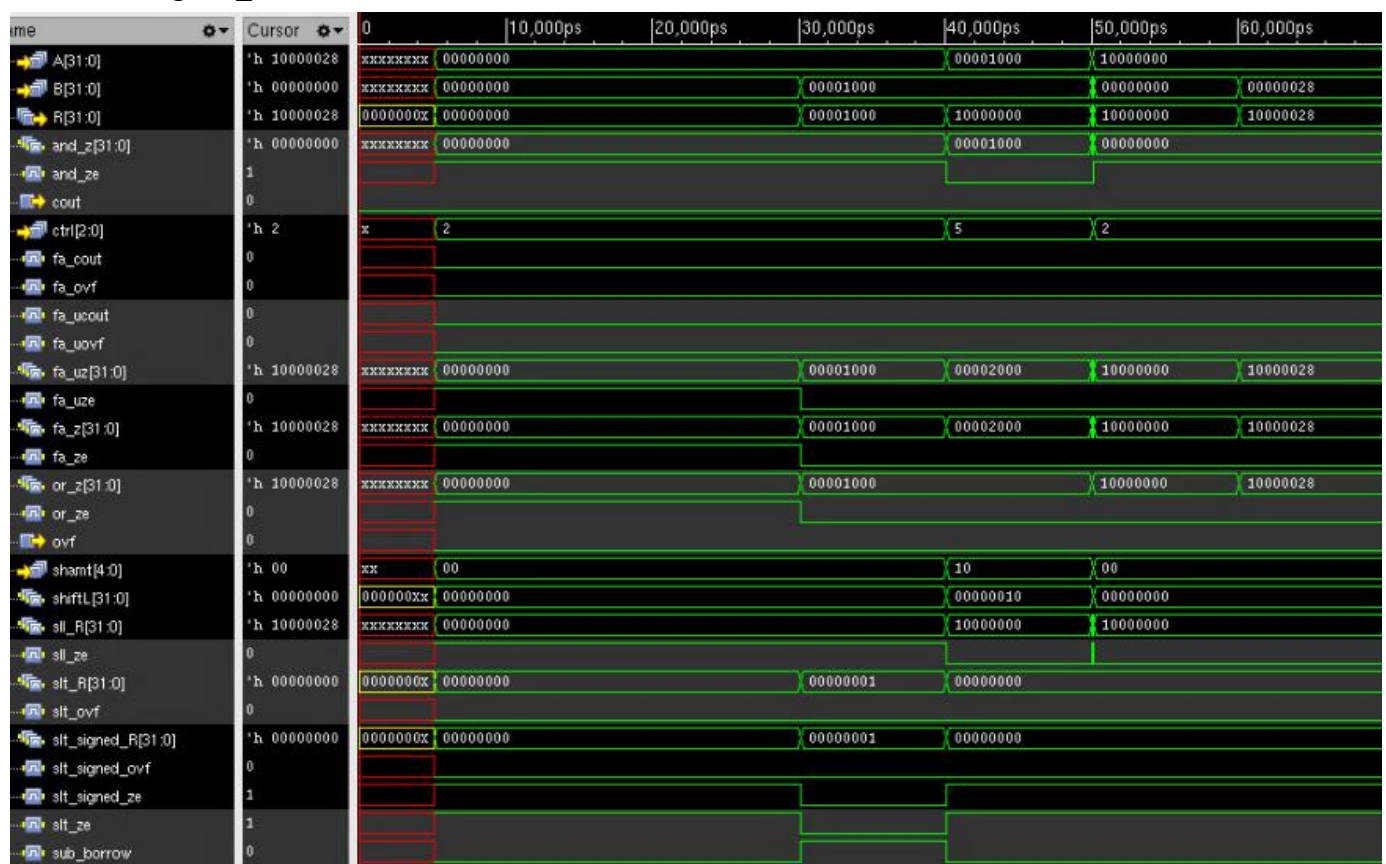 ame Cursor 0 10,000ps 20,000ps 30,000ps 40,000ps 50,000ps 60,000ps
A[31:0] 'h 10000028 xxxxxxxx 00000000 00001000 10000000
B[31:0] 'h 00000000 xxxxxxxx 00000000 00001000 00000000 00000028
R[31:0] 'h 10000028 0000000X 00000000 00001000 10000000 10000000 10000028
and_z[31:0] 'h 00000000 xxxxxxxx 00000000 00001000 00000000
and_ze 1
cout 0
ctrl[2:0] 'h 2 x 2 5 2
fa_cout 0
fa_ovf 0
fa_ucout 0
fa_uovf 0
fa_uz[31:0] 'h 10000028 xxxxxxxx 00000000 00001000 00002000 10000000 10000028
fa_uze 0
fa_z[31:0] 'h 10000028 xxxxxxxx 00000000 00001000 00002000 10000000 10000028
fa_ze 0
or_z[31:0] 'h 10000028 xxxxxxxx 00000000 00001000 10000000 10000028
or_ze 0
ovf 0
shamt[4:0] 'h 00 xx 00 10 00
shiftL[31:0] 'h 00000000 000000Xx 00000000 00000010 00000000
sll_R[31:0] 'h 10000028 xxxxxxxx 00000000 10000000 10000000
sll_ze 0
slt_R[31:0] 'h 00000000 0000000X 00000000 00000001 00000000
slt_ovf 0
slt_signed_R[31:0] 'h 00000000 0000000X 00000000 00000001 00000000
slt_signed_ovf 0
slt_signed_ze 1
slt_ze 1
sub_borrow 0